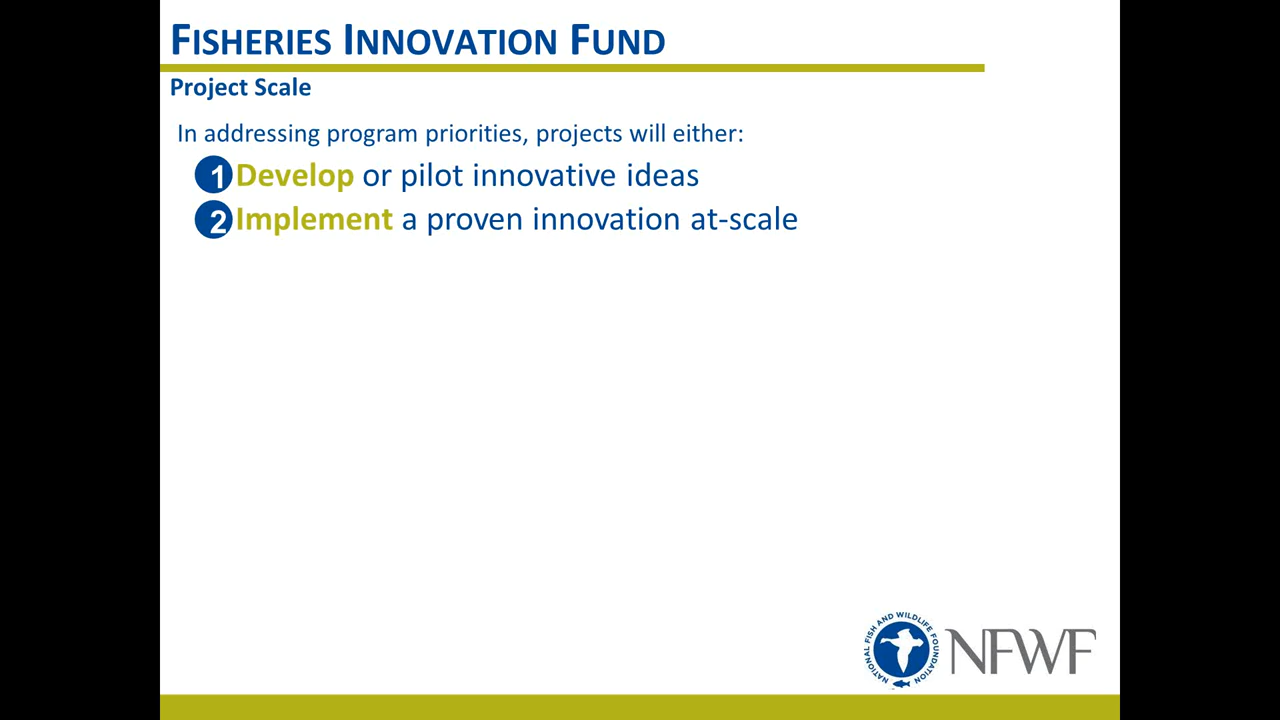 FISHERIES INNOVATION FUND
Project Scale
In addressing program priorities, projects will either:
1 Develop or pilot innovative ideas
2 Implement a proven innovation at-scale
NATIONAL FISH AND WILDLIFE FOUNDATION
NFWF